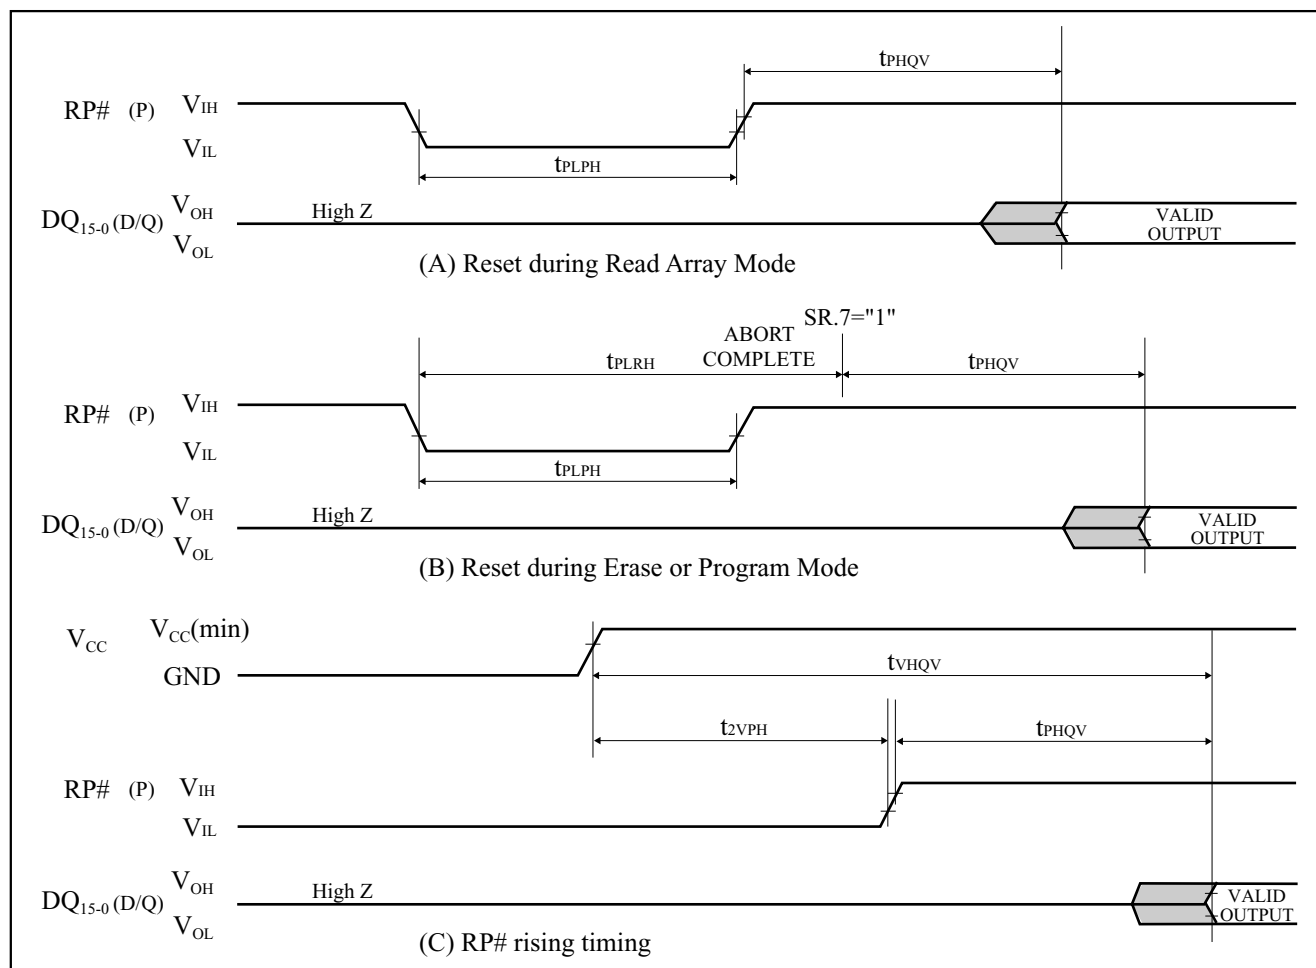 tPHQV
RP# (P) VIH
VIL
tPLPH
DQ15-0 (D/Q) VOH
VOL
High Z
VALID
OUTPUT
(A) Reset during Read Array Mode
SR.7="1"
ABORT
COMPLETE
tPLRH
tPHQV
RP# (P) VIH
VIL
tPLPH
DQ15-0 (D/Q) VOH
VOL
High Z
VALID
OUTPUT
(B) Reset during Erase or Program Mode
VCC VCC(min)
GND
tVHQV
t2VPH
tPHQV
RP# (P) VIH
VIL
DQ15-0 (D/Q) VOH
VOL
High Z
VALID
OUTPUT
(C) RP# rising timing